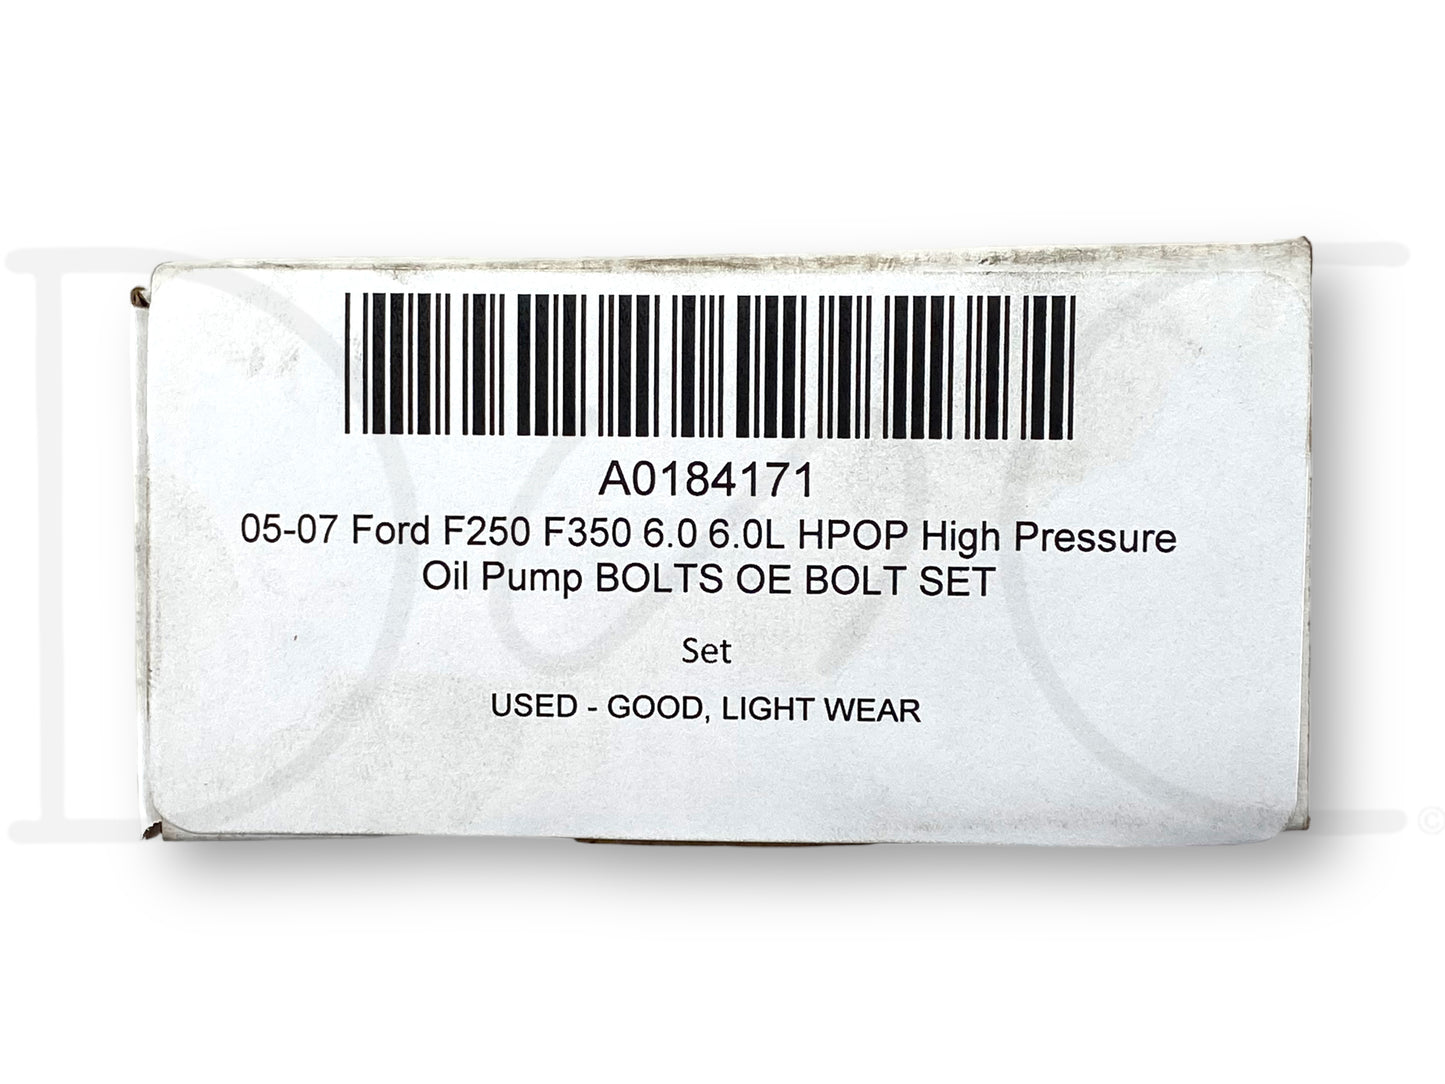 A0184171
05-07 Ford F250 F350 6.0 6.0L HPOP High Pressure
Oil Pump BOLTS OE BOLT SET
Set
USED - GOOD, LIGHT WEAR